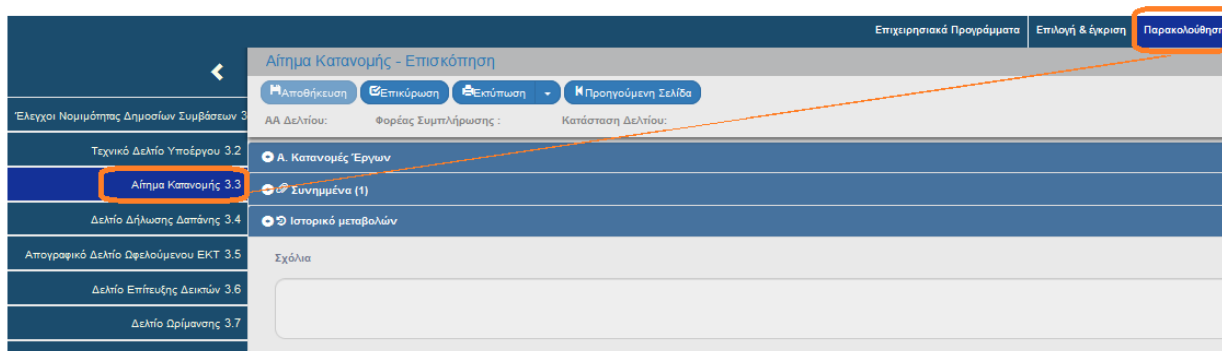 Επιχειρησιακά Προγράμματα Επιλογή & έγκριση Παρακολούθηση
Αίτημα Κατανομής - Επισκόπηση
Αποθήκευση Επικύρωση Εκτύπωση Προηγούμενη Σελίδα
Έλεγχοι Νομιμότητας Δημοσίων Συμβάσεων 3
ΑΑ Δελτίου: Φορέας Συμπλήρωσης : Κατάσταση Δελτίου:
Τεχνικό Δελτίο Υποέργου 3.2
Α. Κατανομές Έργων
Αίτημα Κατανομής 3.3
Συνημμένα (1)
Δελτίο Δήλωσης Δαπάνης 3.4
Ιστορικό μεταβολών
Απογραφικό Δελτίο Ωφελούμενου ΕΚΤ 3.5
Σχόλια
Δελτίο Επίτευξης Δεικτών 3.6
Δελτίο Ωρίμανσης 3.7